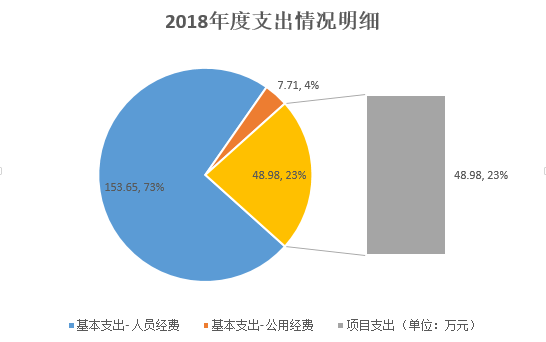 2018年度支出情况明细
7.71, 4%
153.65, 73%
48.98, 23%
48.98, 23%
基本支出-人员经费 基本支出-公用经费 项目支出（单位：万元）